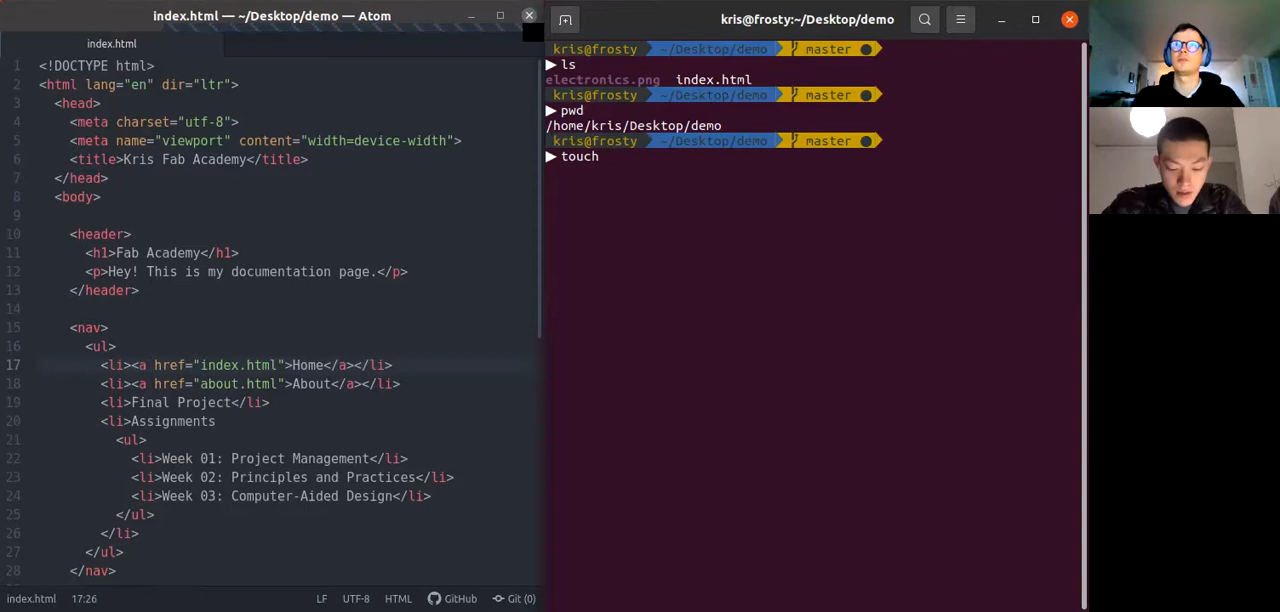 index.html — ~/Desktop/demo — Atom
index.html
1 <!DOCTYPE html>
2 <html lang="en" dir="ltr">
3 <head>
4 <meta charset="utf-8">
5 <meta name="viewport" content="width=device-width">
6 <title>Kris Fab Academy</title>
7 </head>
8 <body>
9
10 <header>
11 <h1>Fab Academy</h1>
12 <p>Hey! This is my documentation page.</p>
13 </header>
14
15 <nav>
16 <ul>
17 <li><a href="index.html">Home</a></li>
18 <li><a href="about.html">About</a></li>
19 <li>Final Project</li>
20 <li>Assignments
21 <ul>
22 <li>Week 01: Project Management</li>
23 <li>Week 02: Principles and Practices</li>
24 <li>Week 03: Computer-Aided Design</li>
25 </ul>
26 </li>
27 </ul>
28 </nav>
index.html 17:26 LF UTF-8 HTML GitHub Git (0)
kris@frosty:~/Desktop/demo
kris@frosty ~/Desktop/demo master
ls
electronics.png index.html
kris@frosty ~/Desktop/demo master
pwd
/home/kris/Desktop/demo
kris@frosty ~/Desktop/demo master
touch